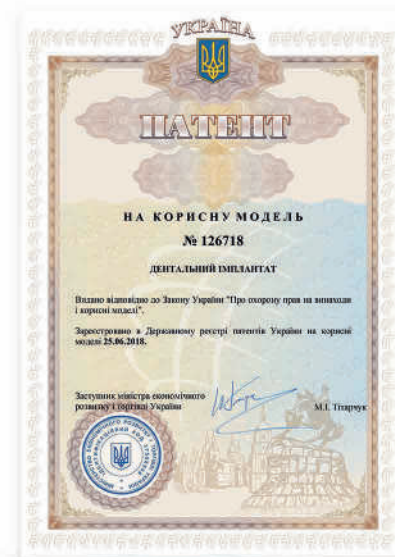 УКРАЇНА
ПАТЕНТ
НА КОРИСНУ МОДЕЛЬ
№ 126718
ДЕНТАЛЬНИЙ ІМПЛАНТАТ
Видано відповідно до Закону України "Про охорону прав на винаходи
і корисні моделі".
Зареєстровано в Державному реєстрі патентів України на корисні
моделі 25.06.2018.
Заступник міністра економічного
розвитку і торгівлі України
М.І. Тітарчук